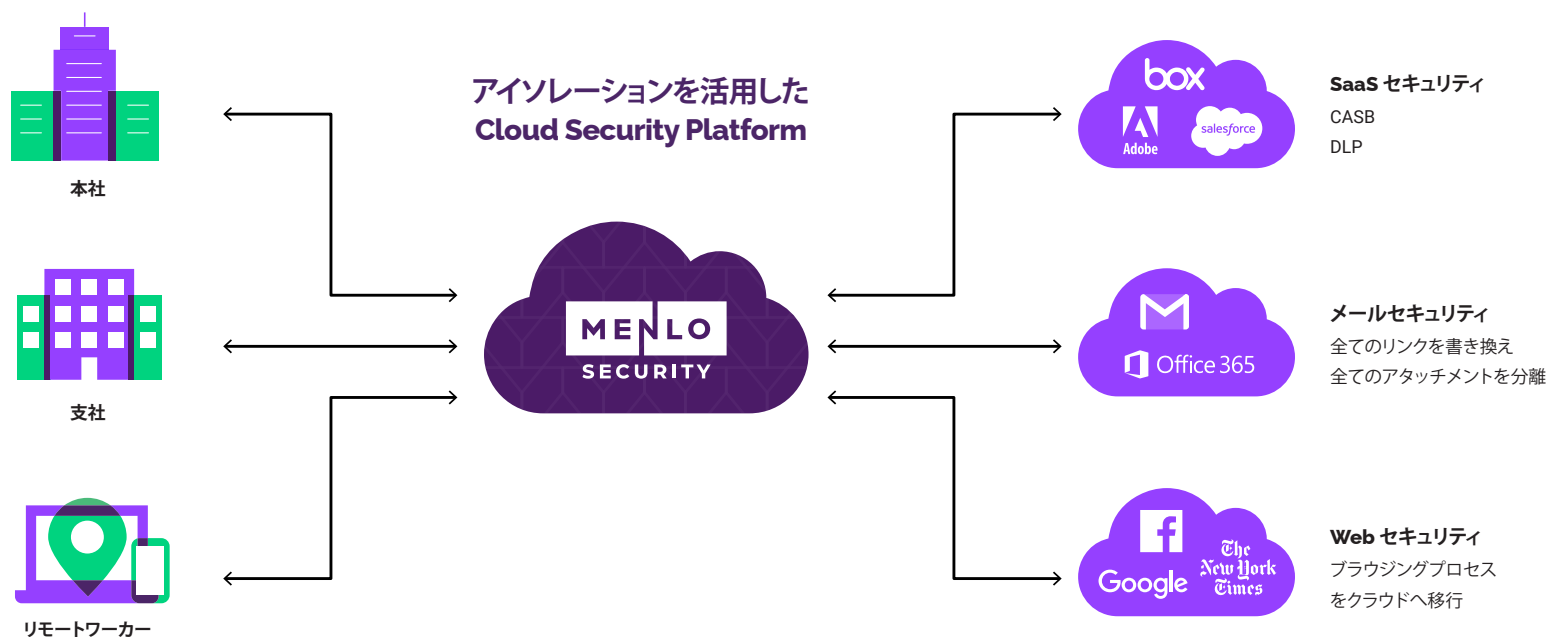 アイソレーションを活用した
Cloud Security Platform
本社
支社
リモートワーカー
MENLO
SECURITY
box
Adobe
salesforce
SaaS セキュリティ
CASB
DLP
Office 365
メールセキュリティ
全てのリンクを書き換え
全てのアタッチメントを分離
Google
The
New York
Times
Web セキュリティ
ブラウジングプロセス
をクラウドへ移行